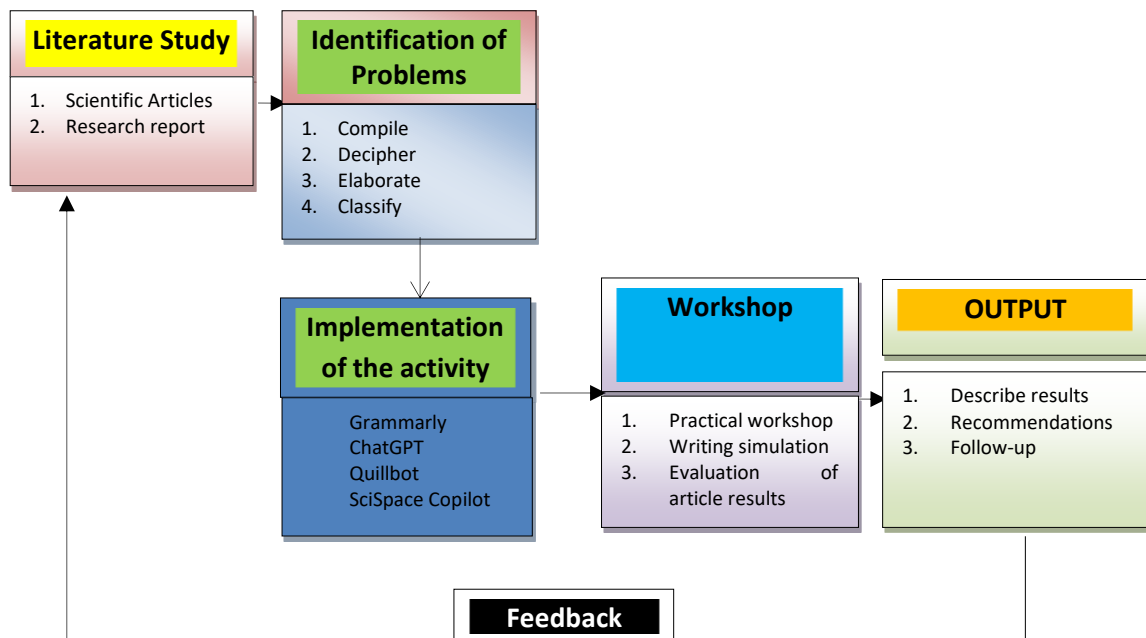 Literature Study
1. Scientific Articles
2. Research report
Identification of
Problems
1. Compile
2. Decipher
3. Elaborate
4. Classify
Implementation
of the activity
Grammarly
ChatGPT
Quillbot
SciSpace Copilot
Workshop
1. Practical workshop
2. Writing simulation
3. Evaluation of
article results
OUTPUT
1. Describe results
2. Recommendations
3. Follow-up
Feedback